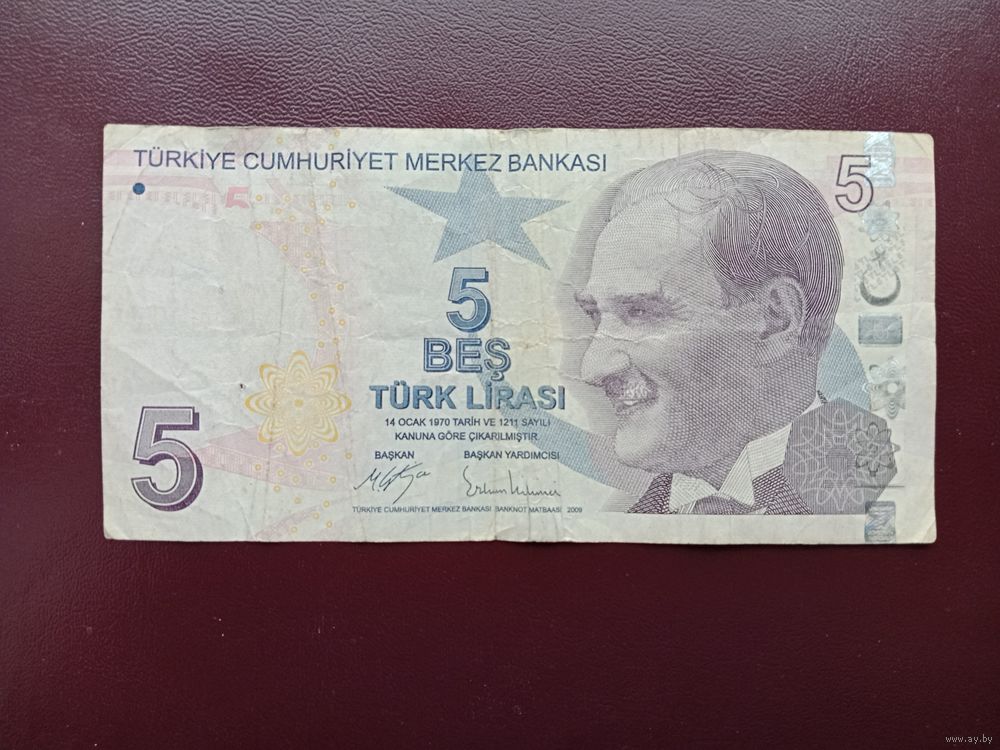 TÜRKİYE CUMHURİYET MERKEZ BANKASI
5
5
5
BEŞ
TÜRK LİRASI
14 OCAK 1970 TARİH VE 1211 SAYILI
KANUNA GÖRE ÇIKARILMIŞTIR.
BAŞKAN BAŞKAN YARDIMCISI
5
TÜRKİYE CUMHURİYET MERKEZ BANKASI BANKNOT MATBAASI 2009
www.ay.by